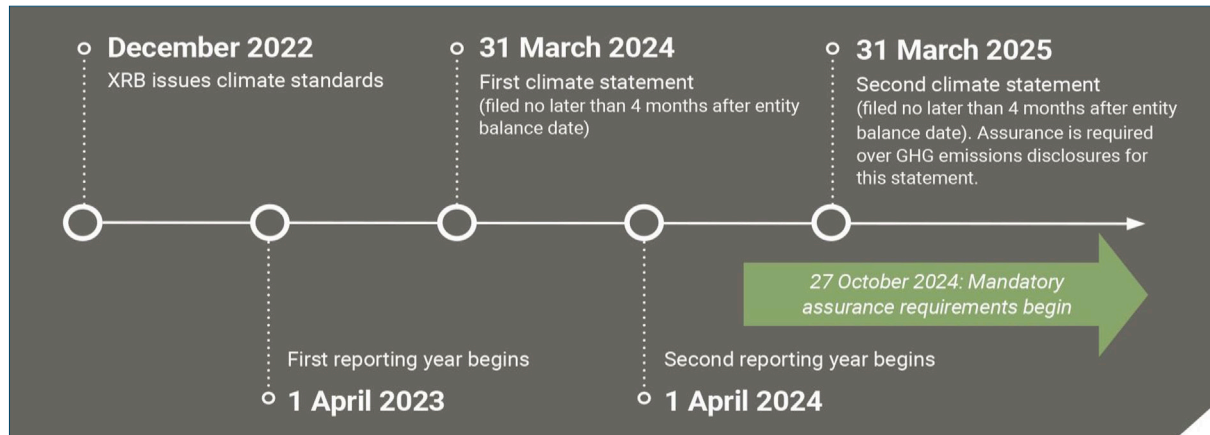 December 2022
XRB issues climate standards
31 March 2024
First climate statement
(filed no later than 4 months after entity
balance date)
31 March 2025
Second climate statement
(filed no later than 4 months after entity
balance date). Assurance is required
over GHG emissions disclosures for
this statement.
27 October 2024: Mandatory
assurance requirements begin
First reporting year begins
1 April 2023
Second reporting year begins
1 April 2024